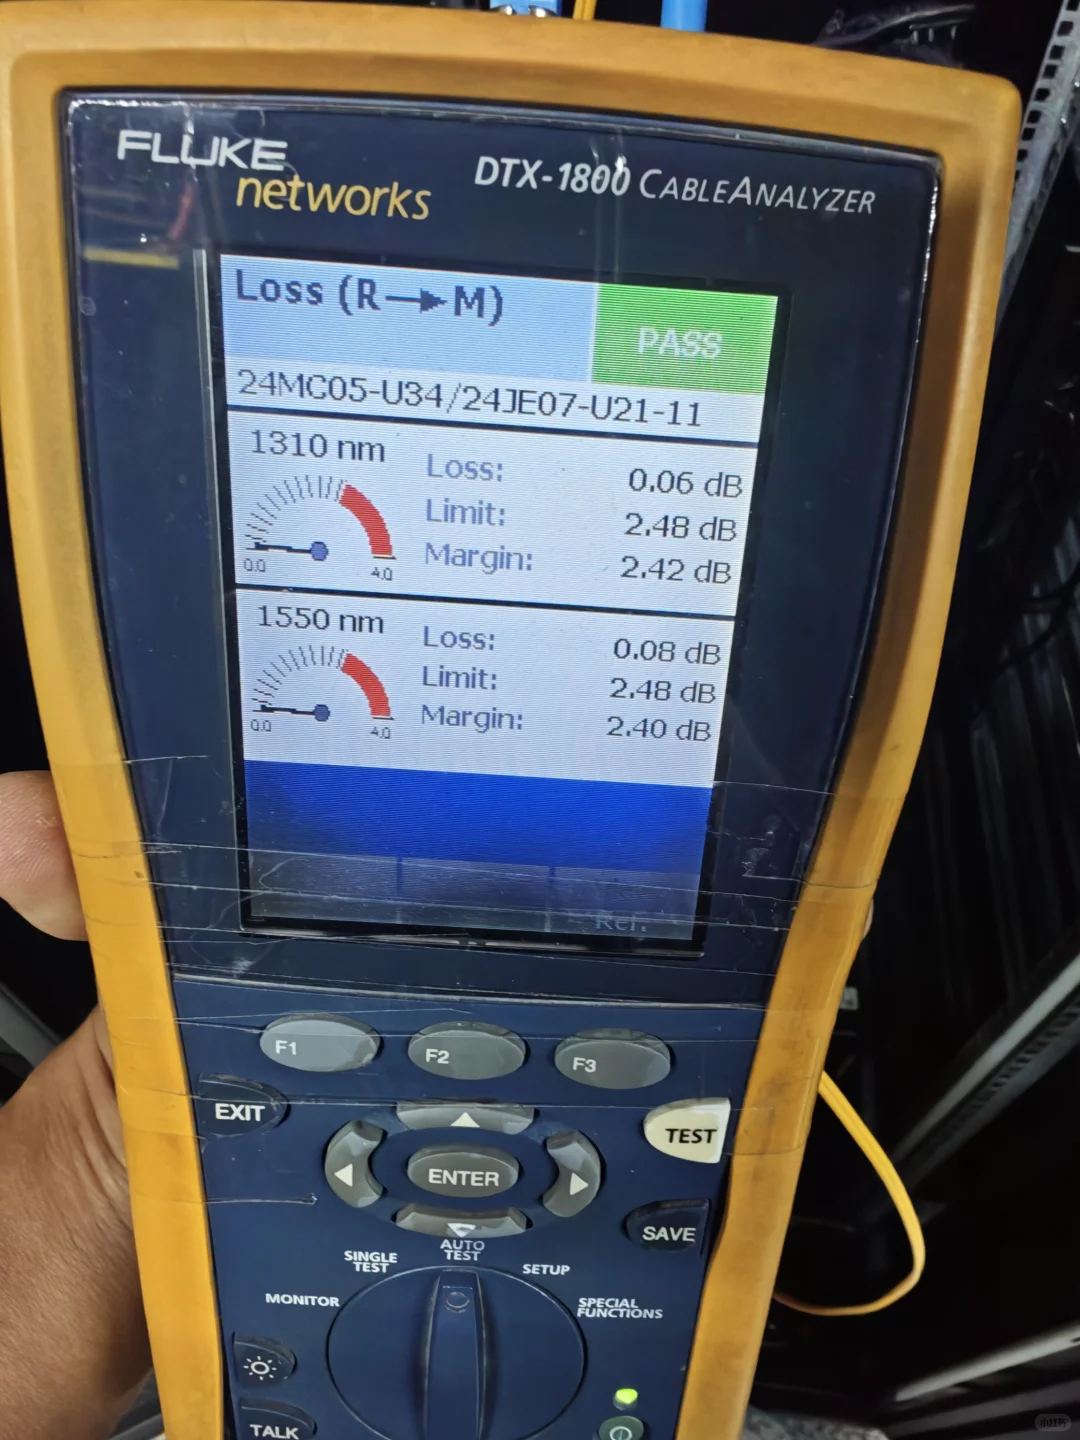 FLUKE
networks
DTX-1800 CABLEANALYZER
Loss (R→M)
PASS
24MC05-U34/24JE07-U21-11
1310 nm
Loss: 0.06 dB
Limit: 2.48 dB
Margin: 2.42 dB
0.0 4.0
1550 nm
Loss: 0.08 dB
Limit: 2.48 dB
Margin: 2.40 dB
0.0 4.0
Ref.
F1 F2 F3
EXIT
TEST
ENTER
SAVE
AUTO
TEST
SINGLE
TEST
SETUP
MONITOR
SPECIAL
FUNCTIONS
TALK
小红书